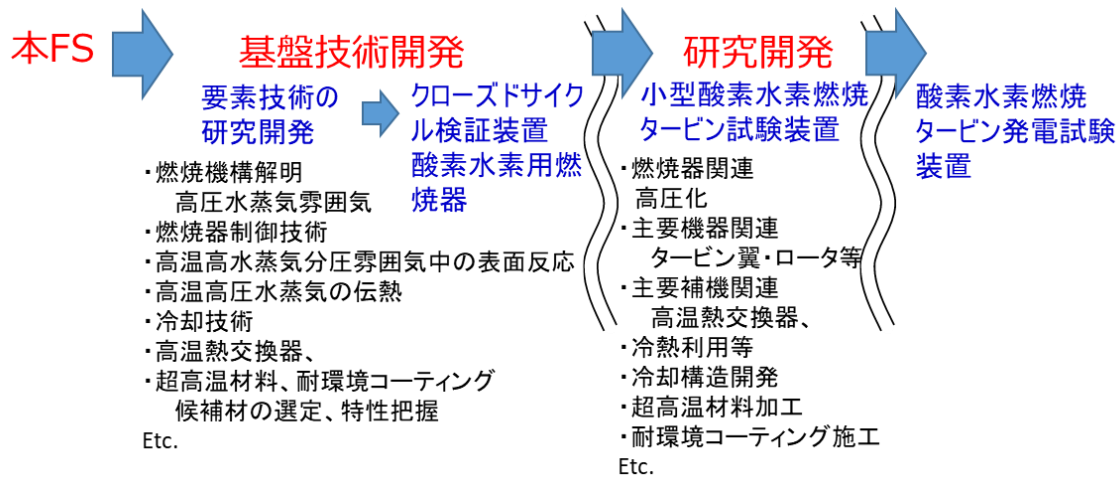 本FS
基盤技術開発
要素技術の
研究開発
クローズドサイク
ル検証装置
酸素水素用燃
焼器
・燃焼機構解明
高圧水蒸気雰囲気
・燃焼器制御技術
・高温高水蒸気分圧雰囲気中の表面反応
・高温高圧水蒸気の伝熱
・冷却技術
・高温熱交換器、
・超高温材料、耐環境コーティング
候補材の選定、特性把握
Etc.
研究開発
小型酸素水素燃焼
タービン試験装置
・燃焼器関連
高圧化
・主要機器関連
タービン翼・ロータ等
・主要補機関連
高温熱交換器、
・冷熱利用等
・冷却構造開発
・超高温材料加工
・耐環境コーティング施工
Etc.
酸素水素燃焼
タービン発電試験
装置